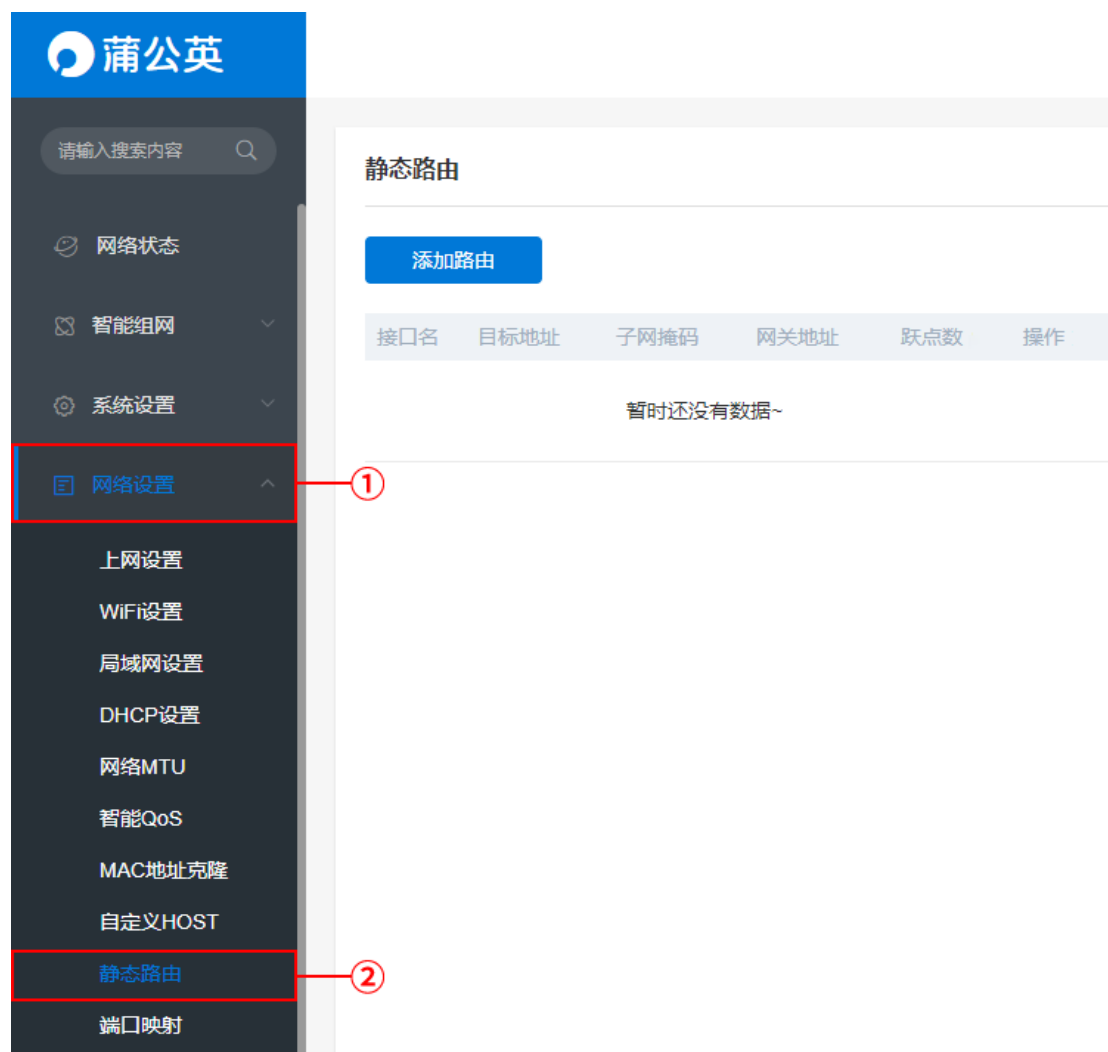 蒲公英
请输入搜索内容
网络状态
智能组网
系统设置
网络设置
①
上网设置
WiFi设置
局域网设置
DHCP设置
网络MTU
智能QoS
MAC地址克隆
自定义HOST
静态路由
②
端口映射
静态路由
添加路由
接口名 目标地址 子网掩码 网关地址 跃点数 操作
暂时还没有数据~